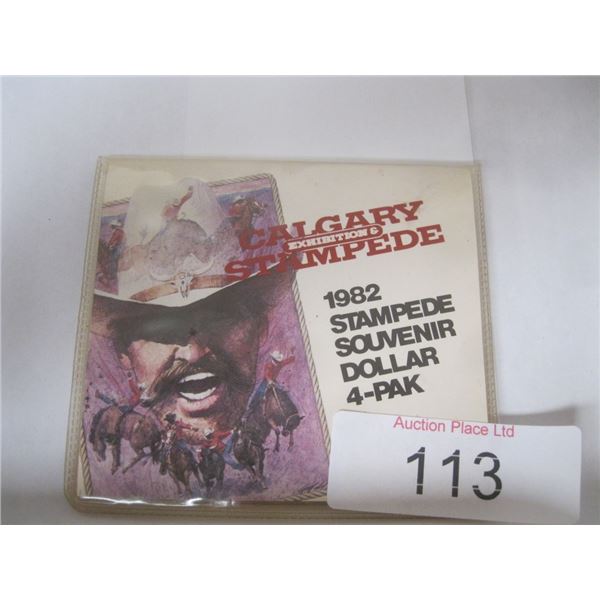 CALGARY
EXHIBITION &
STAMPEDE
1982
STAMPEDE
SOUVENIR
DOLLAR
4-PAK
Auction Place Ltd
113